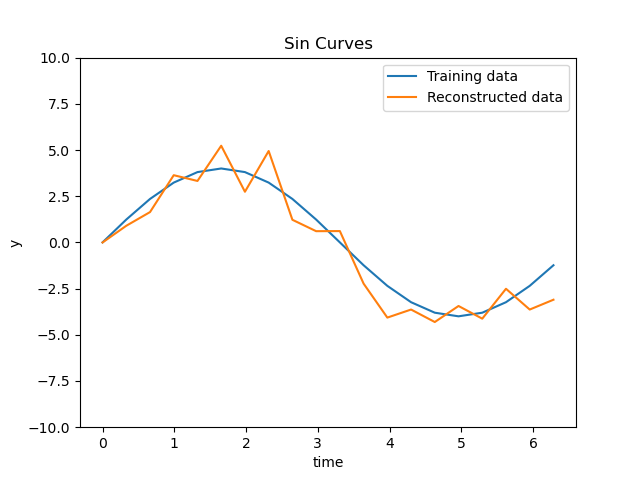 Sin Curves
Training data
Reconstructed data
10.0
7.5
5.0
2.5
0.0
−2.5
−5.0
−7.5
−10.0
y
0 1 2 3 4 5 6
time